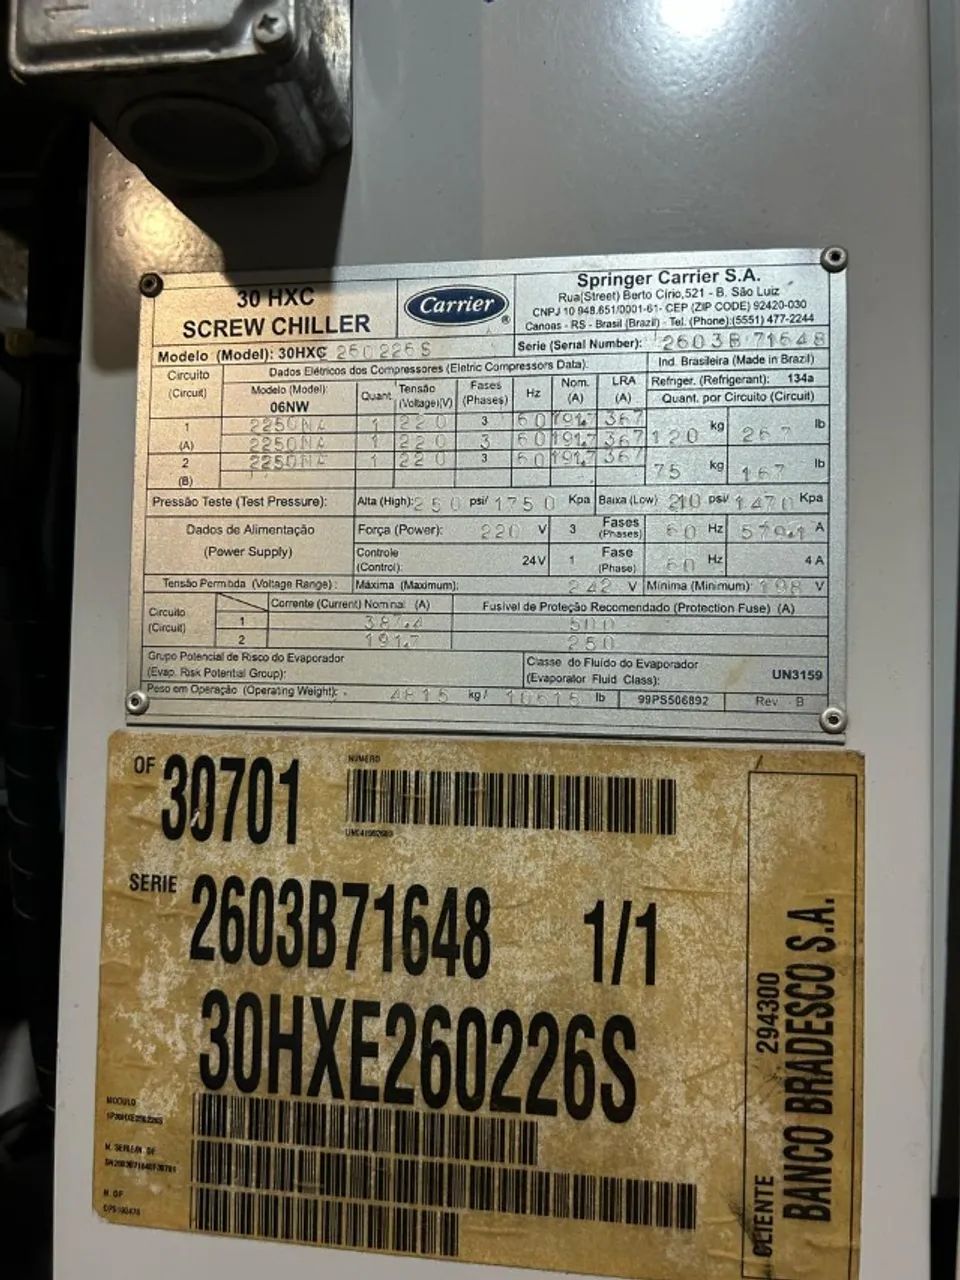 30 HXC
SCREW CHILLER
Carrier ®
Springer Carrier S.A.
Rua(Street) Berto Círio,521 - B. São Luiz
CNPJ 10 948.651/0001-61- CEP (ZIP CODE) 92420-030
Canoas - RS - Brasil (Brazil) - Tel. (Phone):(5551) 477-2244
Modelo (Model): 30HXC 260226S
Serie (Serial Number): 2603B71648
Circuito
(Circuit)
Dados Elétricos dos Compressores (Eletric Compressors Data)
Ind. Brasileira (Made in Brazil)
Modelo (Model)
06NW
Quant.
Tensão
(Voltage)(V)
Fases
(Phases)
Hz
Nom.
(A)
LRA
(A)
Refriger. (Refrigerant): 134a
Quant. por Circuito (Circuit)
1
(A)
2250NA 1 220 3 60 191.7 367
2250NA 1 220 3 60 191.7 367
120 kg 267 lb
2
(B)
2250NA 1 220 3 60 191.7 367
75 kg 167 lb
Pressão Teste (Test Pressure): Alta (High): 250 psi/ 1750 Kpa Baixa (Low) 210 psi/ 1470 Kpa
Dados de Alimentação
(Power Supply)
Força (Power): 220 V 3 Fases (Phases) 60 Hz 579.1 A
Controle
(Control):
24V 1 Fase (Phase) 60 Hz 4 A
Tensão Permitida (Voltage Range): Máxima (Maximum): 242 V Mínima (Minimum) 198 V
Circuito
(Circuit)
Corrente (Current) Nominal (A) Fusível de Proteção Recomendado (Protection Fuse) (A)
1 387.4 500
2 191.7 250
Grupo Potencial de Risco do Evaporador
(Evap. Risk Potential Group):
Classe do Fluído do Evaporador
(Evaporator Fluid Class):
UN3159
Peso em Operação (Operating Weight): 4815 kg / 10615 lb 99PS506892 Rev B
OF 30701
NUMERO
SERIE 2603B71648 1/1
30HXE260226S
MODULO
1P30HXE260226S
N. OF
CLIENTE 294300
BANCO BRADESCO S.A.